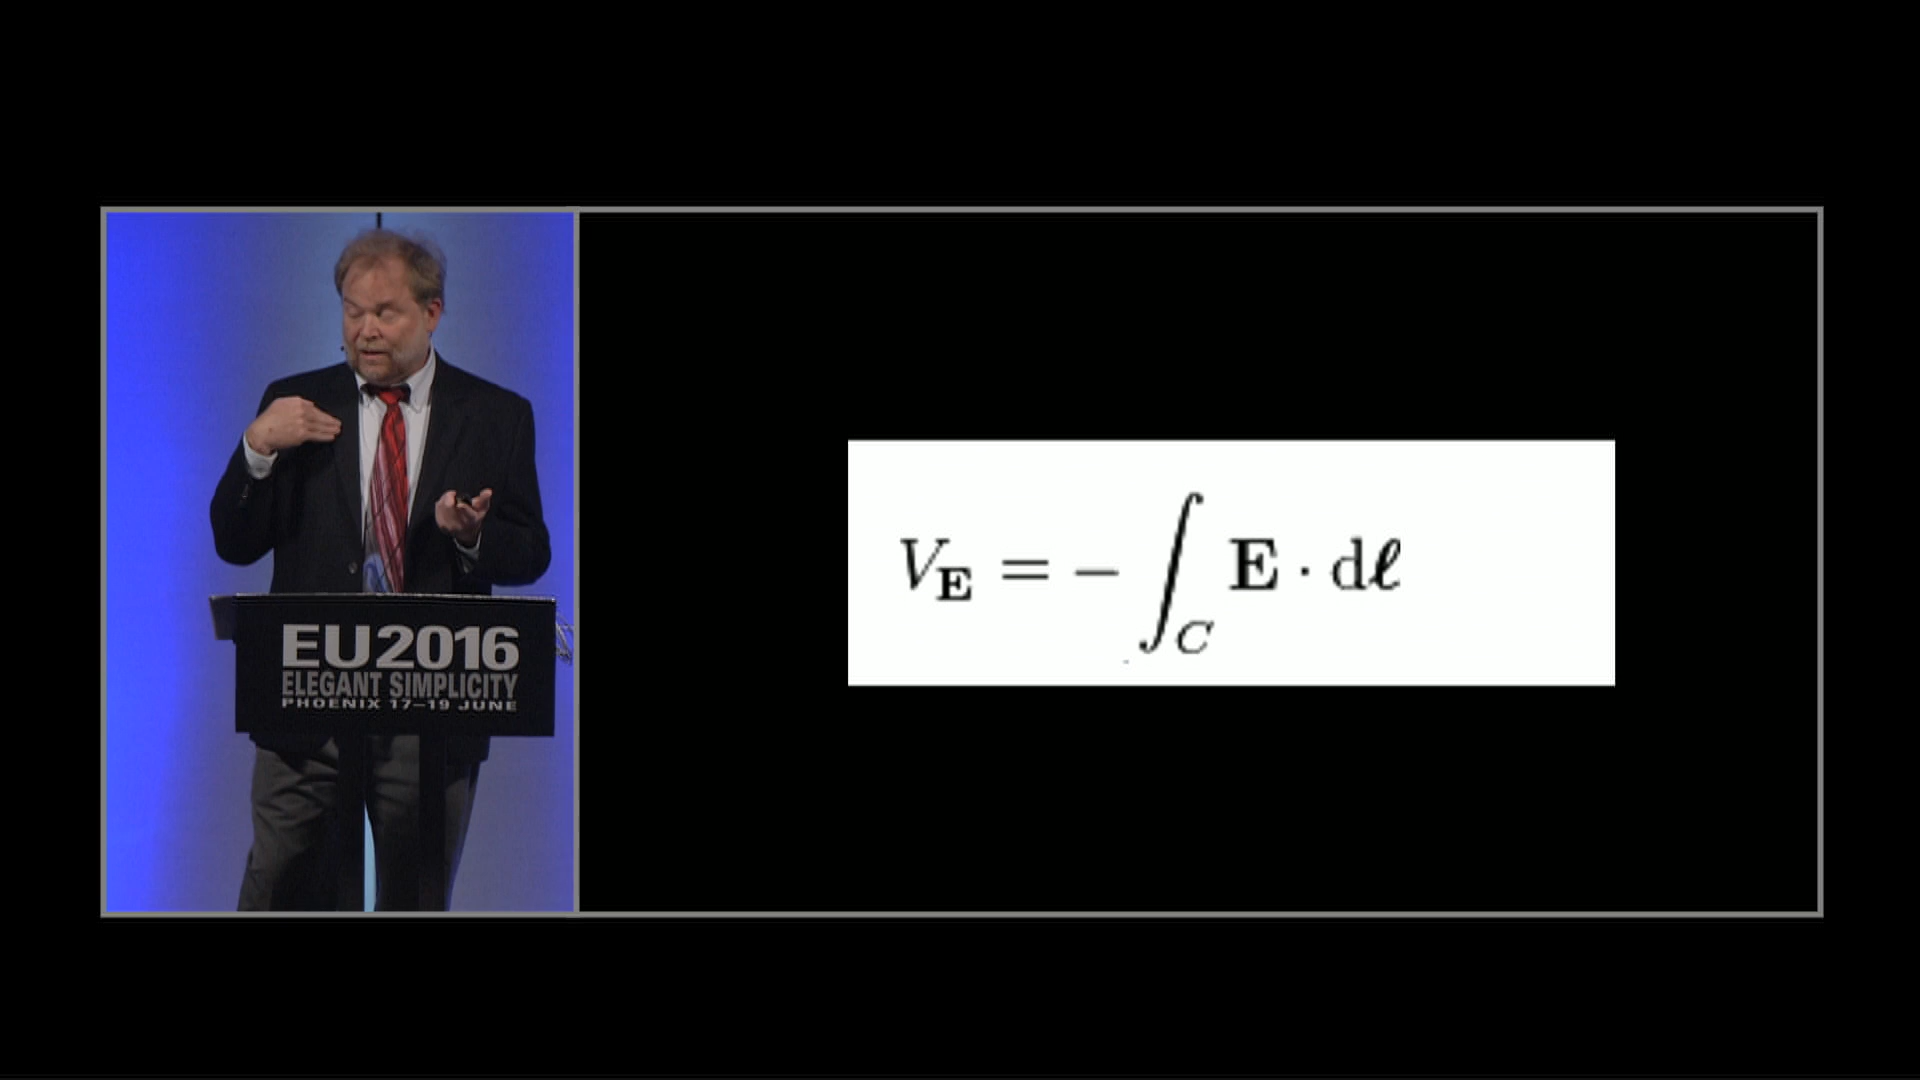 EU2016
ELEGANT SIMPLICITY
PHOENIX 17–19 JUNE
V_E = − ∫_C E · dℓ